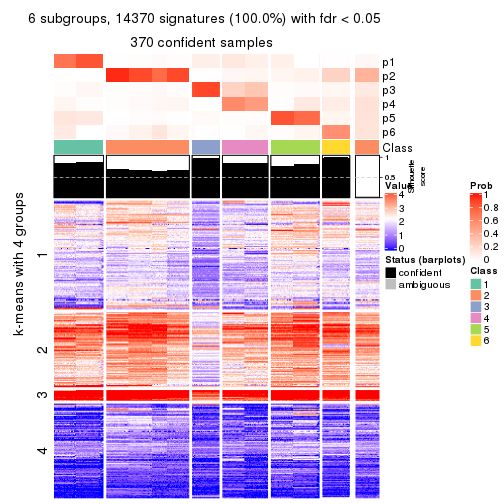 6 subgroups, 14370 signatures (100.0%) with fdr < 0.05
370 confident samples
p1
p2
p3
p4
p5
p6
Class
1
0.5
0
Silhouette
score
k-means with 4 groups
1
2
3
4
Value
4
3
2
1
0
Status (barplots)
confident
ambiguous
Prob
1
0.8
0.6
0.4
0.2
0
Class
1
2
3
4
5
6